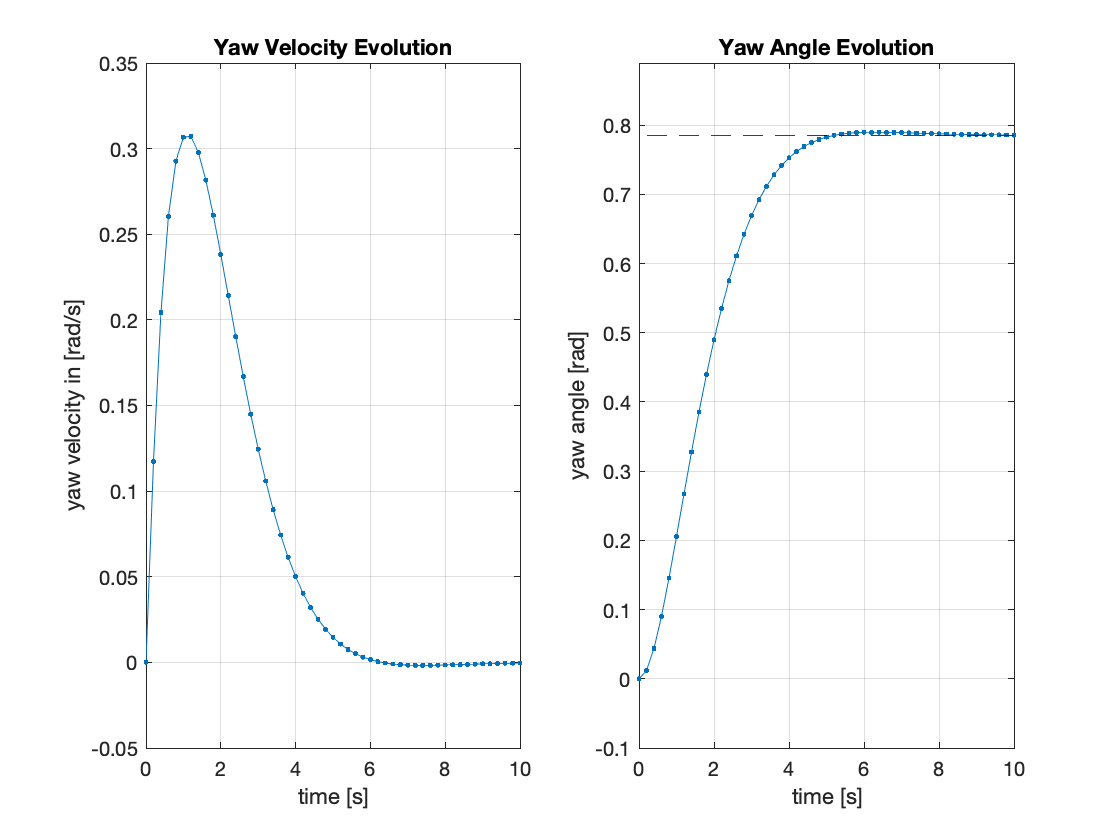 Yaw Velocity Evolution
0.35
0.3
0.25
0.2
0.15
0.1
0.05
0
-0.05
yaw velocity in [rad/s]
0 2 4 6 8 10
time [s]
Yaw Angle Evolution
0.8
0.7
0.6
0.5
0.4
0.3
0.2
0.1
0
-0.1
yaw angle [rad]
0 2 4 6 8 10
time [s]